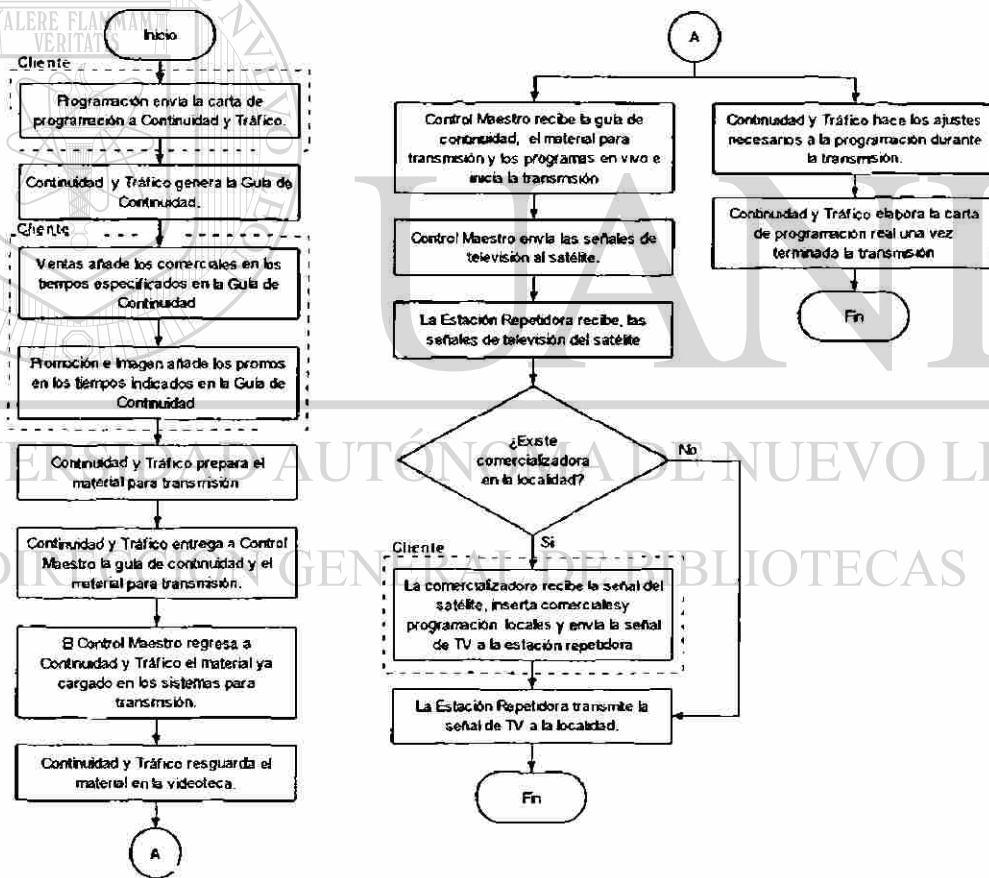 ALERE FLAMMAM
VERITATIS
Inicio
Cliente
Programación envía la carta de
programación a Continuidad y Tráfico.
Continuidad y Tráfico genera la Guía de
Continuidad.
Cliente
Ventas añade los comerciales en los
tiempos especificados en la Guía de
Continuidad
Promoción e Imagen añade los promos
en los tiempos indicados en la Guía de
Continuidad
Continuidad y Tráfico prepara el
material para transmisión
Continuidad y Tráfico entrega a Control
Maestro la guía de continuidad y el
material para transmisión.
El Control Maestro regresa a
Continuidad y Tráfico el material ya
cargado en los sistemas para
transmisión.
Continuidad y Tráfico resguarda el
material en la videoteca.
A
A
Control Maestro recibe la guía de
continuidad, el material para
transmisión y los programas en vivo e
inicia la transmisión
Control Maestro envía las señales de
televisión al satélite.
La Estación Repetidora recibe, las
señales de televisión del satélite
¿Existe
comercializadora
en la localidad?
No
Si
Cliente
La comercializadora recibe la señal del
satélite, inserta comerciales y
programación locales y envía la señal
de TV a la estación repetidora
La Estación Repetidora transmite la
señal de TV a la localidad.
Fin
Continuidad y Tráfico hace los ajustes
necesarios a la programación durante
la transmisión.
Continuidad y Tráfico elabora la carta
de programación real una vez
terminada la transmisión
Fin
UANL
UNIVERSIDAD AUTÓNOMA DE NUEVO LE
DIRECCIÓN GENERAL DE BIBLIOTECAS